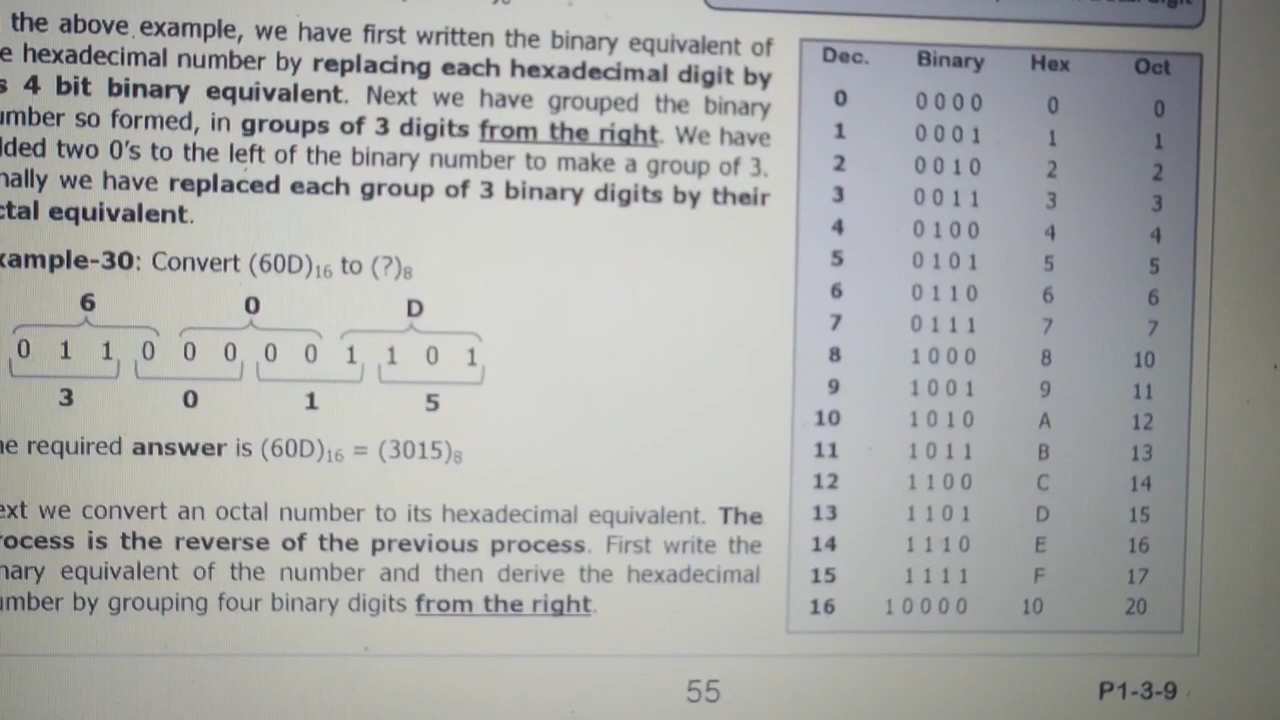 the above example, we have first written the binary equivalent of
hexadecimal number by replacing each hexadecimal digit by
4 bit binary equivalent. Next we have grouped the binary
so formed, in groups of 3 digits from the right. We have
two 0's to the left of the binary number to make a group of 3.
we have replaced each group of 3 binary digits by their
equivalent.
Convert (60D)16 to (?)8
6 0 D
0 1 1 0 0 0 0 0 1 1 0 1
3 0 1 5
required answer is (60D)16 = (3015)8
we convert an octal number to its hexadecimal equivalent. The
is the reverse of the previous process. First write the
equivalent of the number and then derive the hexadecimal
by grouping four binary digits from the right.
Dec. Binary Hex Oct
0 0000 0 0
1 0001 1 1
2 0010 2 2
3 0011 3 3
4 0100 4 4
5 0101 5 5
6 0110 6 6
7 0111 7 7
8 1000 8 10
9 1001 9 11
10 1010 A 12
11 1011 B 13
12 1100 C 14
13 1101 D 15
14 1110 E 16
15 1111 F 17
16 10000 10 20
55
P1-3-9